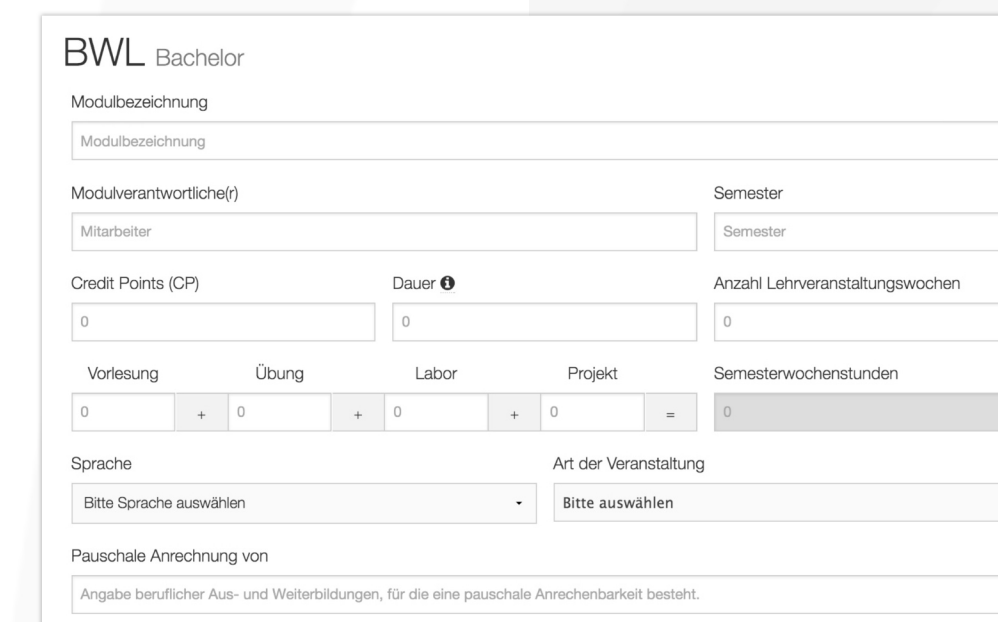 BWL Bachelor
Modulbezeichnung
Modulbezeichnung
Modulverantwortliche(r) Semester
Mitarbeiter Semester
Credit Points (CP) Dauer Anzahl Lehrveranstaltungswochen
0 0 0
Vorlesung Übung Labor Projekt Semesterwochenstunden
0 + 0 + 0 + 0 = 0
Sprache Art der Veranstaltung
Bitte Sprache auswählen Bitte auswählen
Pauschale Anrechnung von
Angabe beruflicher Aus- und Weiterbildungen, für die eine pauschale Anrechenbarkeit besteht.